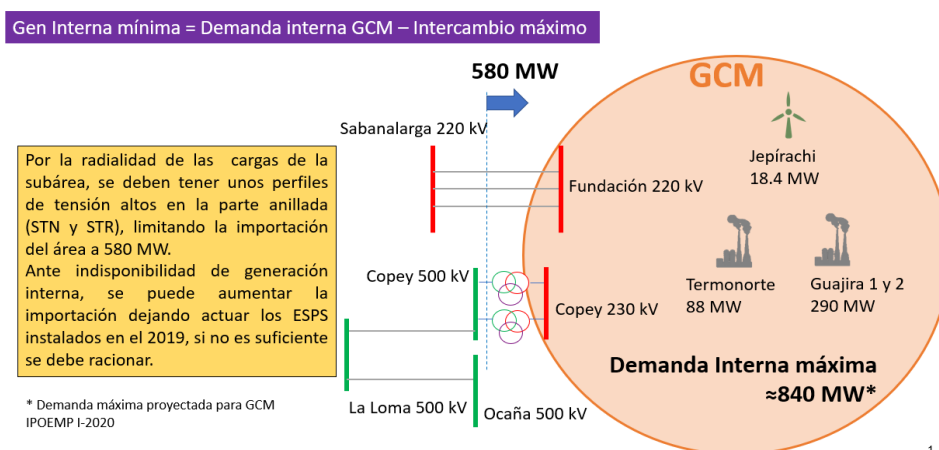 Gen Interna mínima = Demanda interna GCM – Intercambio máximo
580 MW
GCM
Sabanalarga 220 kV
Jepírachi
18.4 MW
Por la radialidad de las cargas de la
subárea, se deben tener unos perfiles
de tensión altos en la parte anillada
(STN y STR), limitando la importación
del área a 580 MW.
Ante indisponibilidad de generación
interna, se puede aumentar la
importación dejando actuar los ESPS
instalados en el 2019, si no es suficiente
se debe racionar.
Fundación 220 kV
Copey 500 kV
Termonorte
88 MW
Guajira 1 y 2
290 MW
Copey 230 kV
Demanda Interna máxima
≈840 MW*
La Loma 500 kV
Ocaña 500 kV
* Demanda máxima proyectada para GCM
IPOEMP I-2020
1